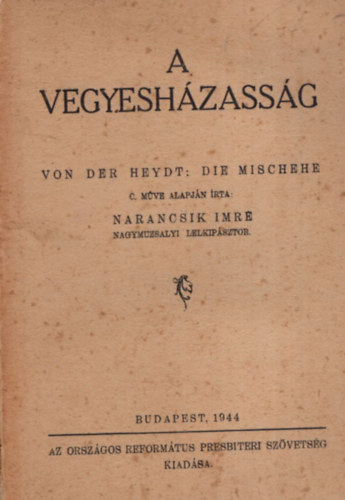 A
VEGYESHÁZASSÁG
VON DER HEYDT: DIE MISCHEHE
C. MŰVE ALAPJÁN ÍRTA:
NARANCSIK IMRE
NAGYMUZSALYI LELKIPÁSZTOR.
BUDAPEST, 1944
AZ ORSZÁGOS REFORMÁTUS PRESBITERI SZÖVETSÉG
KIADÁSA.